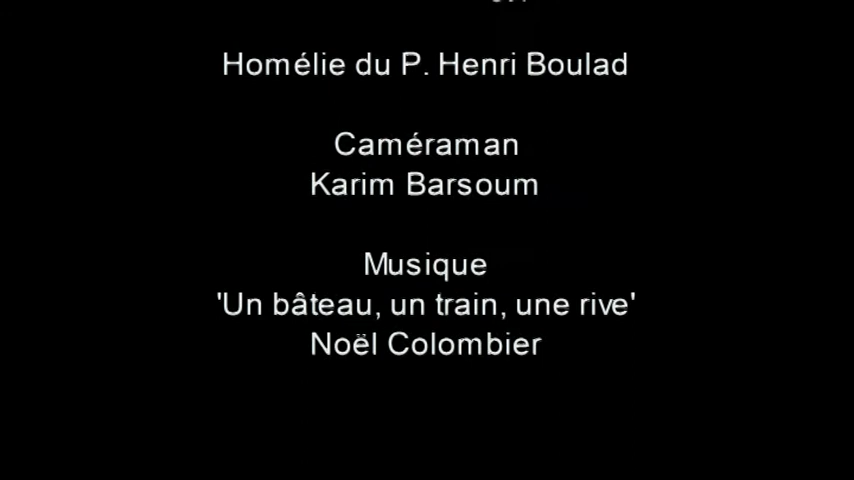 Homélie du P. Henri Boulad
Caméraman
Karim Barsoum
Musique
'Un bâteau, un train, une rive'
Noël Colombier